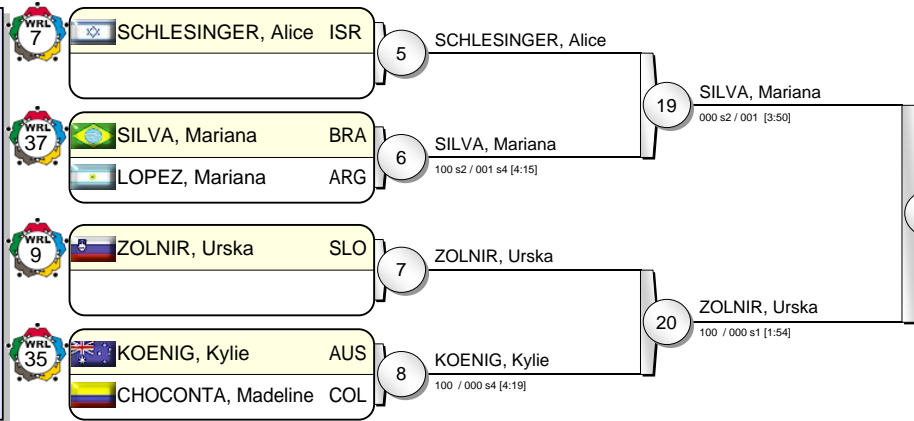 WRL
7
SCHLESINGER, Alice ISR
5
SCHLESINGER, Alice
19
SILVA, Mariana
000 s2 / 001 [3:50]
WRL
37
SILVA, Mariana BRA
LOPEZ, Mariana ARG
6
SILVA, Mariana
100 s2 / 001 s4 [4:15]
WRL
9
ZOLNIR, Urska SLO
7
ZOLNIR, Urska
20
ZOLNIR, Urska
100 / 000 s1 [1:54]
WRL
35
KOENIG, Kylie AUS
CHOCONTA, Madeline COL
8
KOENIG, Kylie
100 / 000 s4 [4:19]